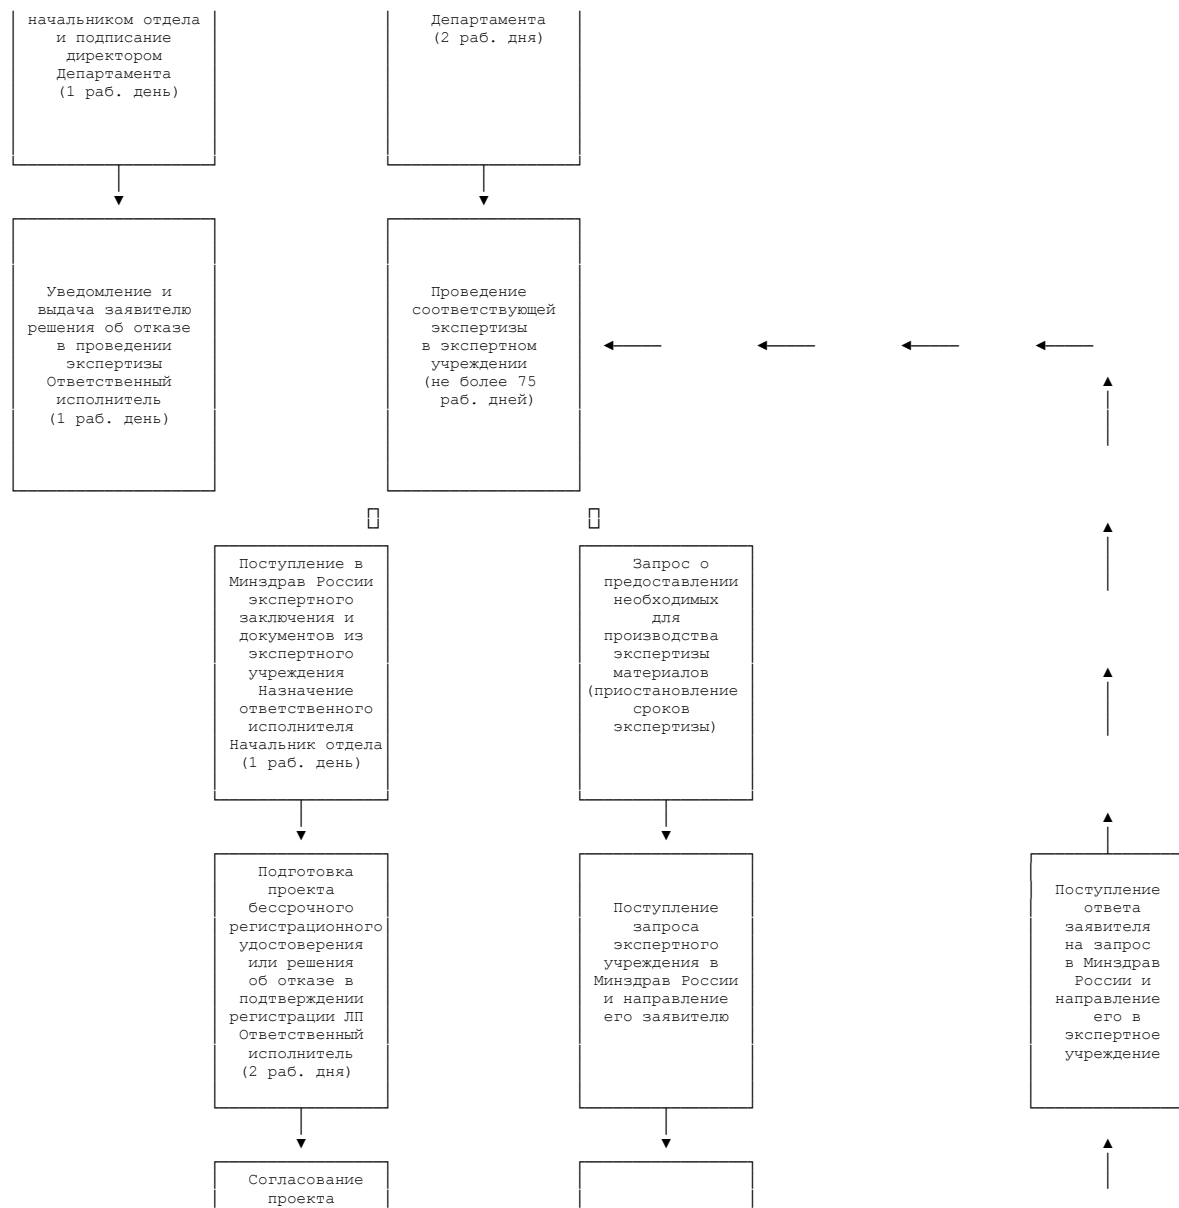 начальником отдела
и подписание
директором
Департамента
(1 раб. день)
Департамента
(2 раб. дня)
Уведомление и
выдача заявителю
решения об отказе
в проведении
экспертизы
Ответственный
исполнитель
(1 раб. день)
Проведение
соответствующей
экспертизы
в экспертном
учреждении
(не более 75
раб. дней)
Поступление в
Минздрав России
экспертного
заключения и
документов из
экспертного
учреждения
Назначение
ответственного
исполнителя
Начальник отдела
(1 раб. день)
Запрос о
предоставлении
необходимых
для
производства
экспертизы
материалов
(приостановление
сроков
экспертизы)
Подготовка
проекта
бессрочного
регистрационного
удостоверения
или решения
об отказе в
подтверждении
регистрации ЛП
Ответственный
исполнитель
(2 раб. дня)
Поступление
запроса
экспертного
учреждения в
Минздрав России
и направление
его заявителю
Поступление
ответа
заявителя
на запрос
в Минздрав
России и
направление
его в
экспертное
учреждение
Согласование
проекта